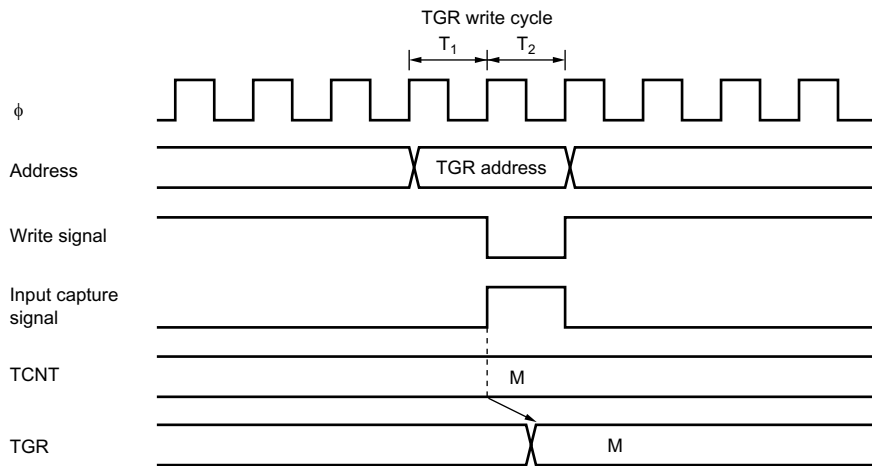 TGR write cycle
T₁ T₂
ϕ
Address
TGR address
Write signal
Input capture
signal
TCNT
M
TGR
M